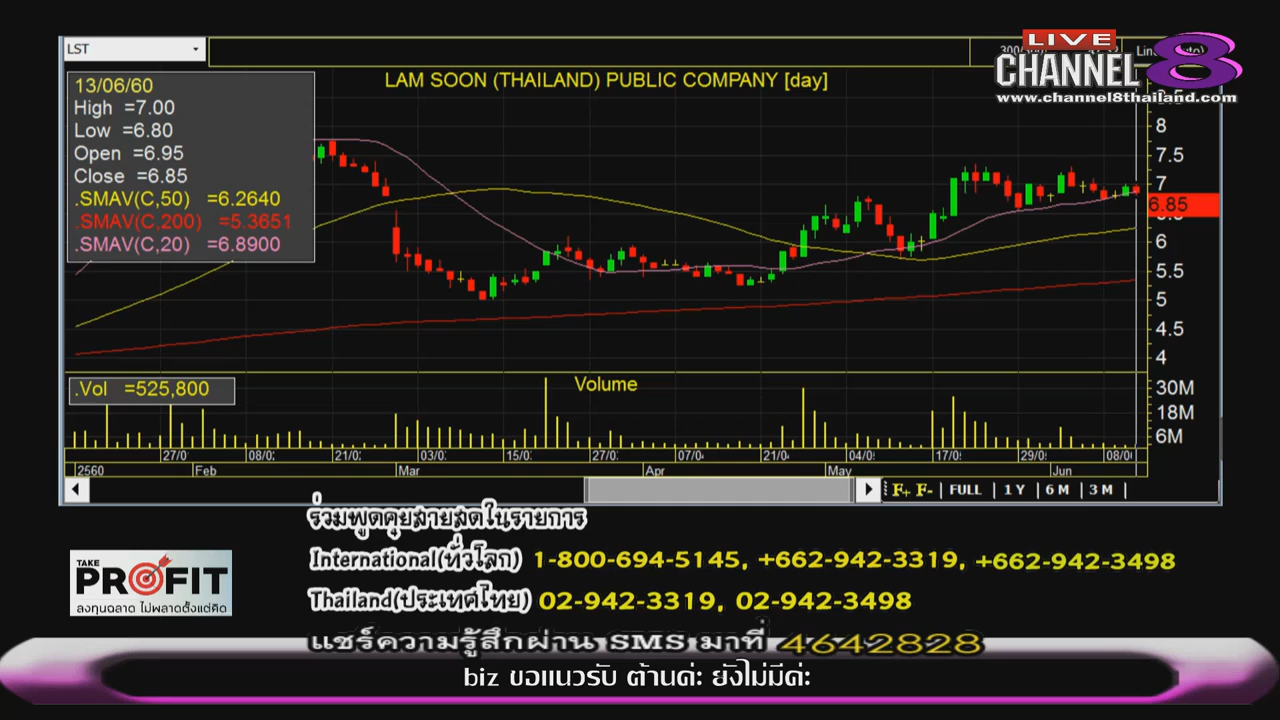 LST
LIVE
CHANNEL 8
www.channel8thailand.com
LAM SOON (THAILAND) PUBLIC COMPANY [day]
13/06/60
High =7.00
Low =6.80
Open =6.95
Close =6.85
.SMAV(C,50) =6.2640
.SMAV(C,200) =5.3651
.SMAV(C,20) =6.8900
8
7.5
7
6.85
6
5.5
5
4.5
4
.Vol =525,800
Volume
30M
18M
6M
27/0 08/0 21/0 03/0 15/0 27/0 07/0 21/0 04/0 17/0 29/0 08/0
2560 Feb Mar Apr May Jun
F+ F- | FULL | 1 Y | 6 M | 3 M |
ร่วมพูดคุยสายสดในรายการ
International(ทั่วโลก) 1-800-694-5145, +662-942-3319, +662-942-3498
TAKE
PROFIT
ลงทุนฉลาด ไม่พลาดตั้งแต่คิด
Thailand(ประเทศไทย) 02-942-3319, 02-942-3498
แชร์ความรู้สึกผ่าน SMS มาที่ 4642828
biz ขอแนวรับ ต้านค่ะ ยังไม่มีค่ะ